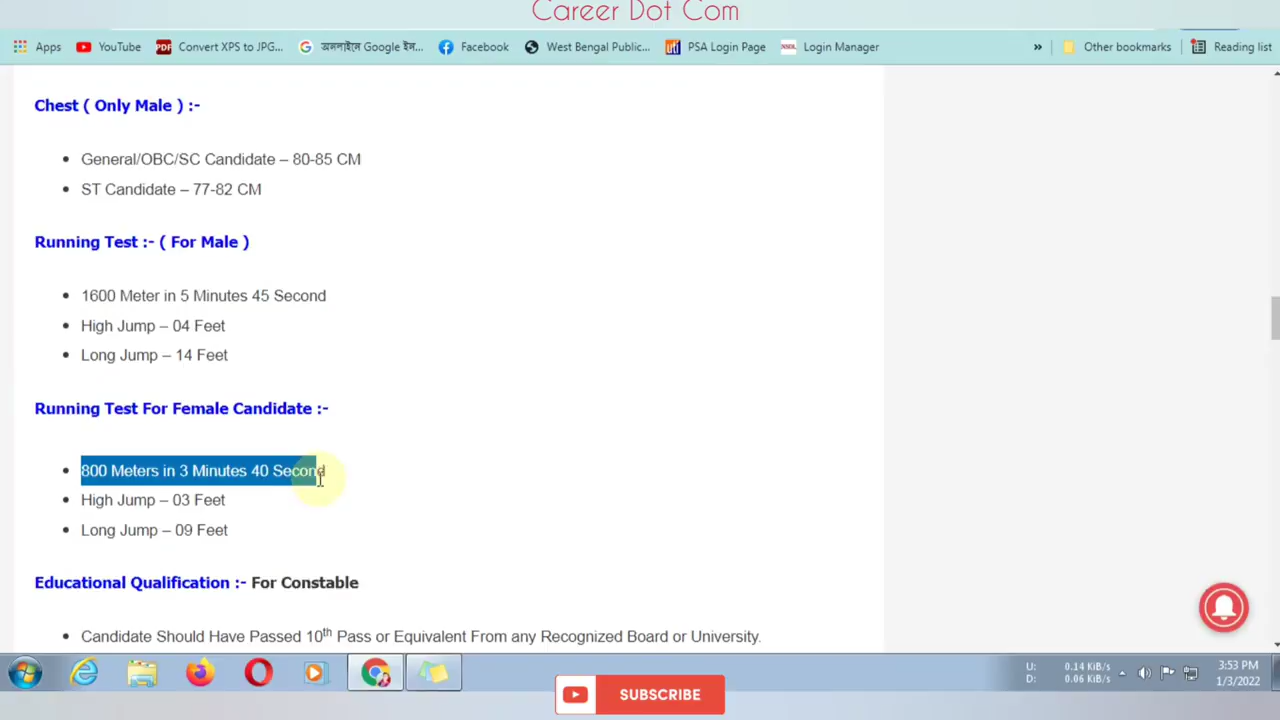 Career Dot Com
Apps YouTube Convert XPS to JPG... অনলাইনে Google ইন... Facebook West Bengal Public... PSA Login Page Login Manager » Other bookmarks Reading list
Chest ( Only Male ) :-
• General/OBC/SC Candidate – 80-85 CM
• ST Candidate – 77-82 CM
Running Test :- ( For Male )
• 1600 Meter in 5 Minutes 45 Second
• High Jump – 04 Feet
• Long Jump – 14 Feet
Running Test For Female Candidate :-
• 800 Meters in 3 Minutes 40 Second
• High Jump – 03 Feet
• Long Jump – 09 Feet
Educational Qualification :- For Constable
• Candidate Should Have Passed 10th Pass or Equivalent From any Recognized Board or University.
U: 0.14 KiB/s
D: 0.06 KiB/s
3:53 PM
1/3/2022
SUBSCRIBE